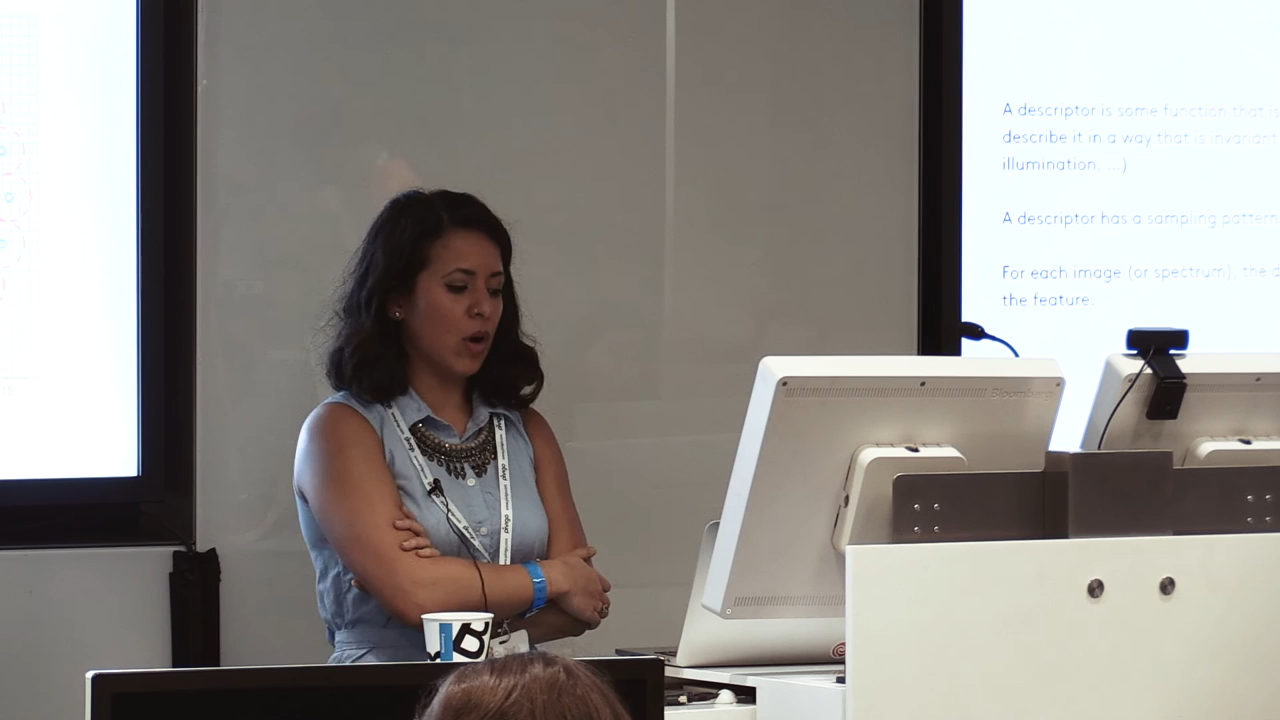 A descriptor is some function that is
describe it in a way that is invariant
illumination, ...)
A descriptor has a sampling pattern
For each image (or spectrum), the d
the feature.
Bloomberg
B